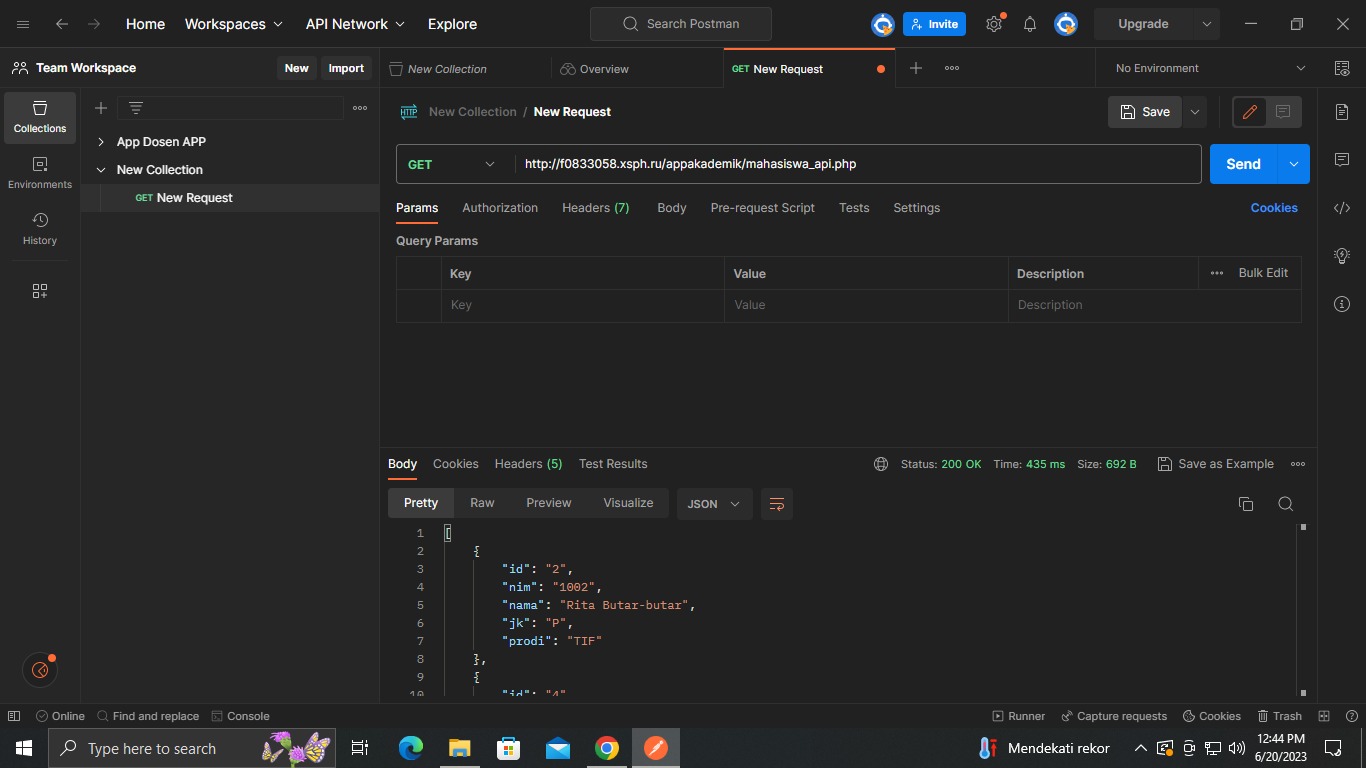 Home Workspaces API Network Explore Search Postman Invite Upgrade
Team Workspace New Import New Collection Overview GET New Request No Environment
Collections
Environments
History
App Dosen APP
New Collection
GET New Request
HTTP New Collection / New Request Save
GET http://f0833058.xsph.ru/appakademik/mahasiswa_api.php Send
Params Authorization Headers (7) Body Pre-request Script Tests Settings Cookies
Query Params
Key Value Description Bulk Edit
Key Value Description
Body Cookies Headers (5) Test Results Status: 200 OK Time: 435 ms Size: 692 B Save as Example
Pretty Raw Preview Visualize JSON
1 [
2 {
3 "id": "2",
4 "nim": "1002",
5 "nama": "Rita Butar-butar",
6 "jk": "P",
7 "prodi": "TIF"
8 },
9 {
10 "id": "4"
Online Find and replace Console Runner Capture requests Cookies Trash
Type here to search Mendekati rekor 12:44 PM
6/20/2023